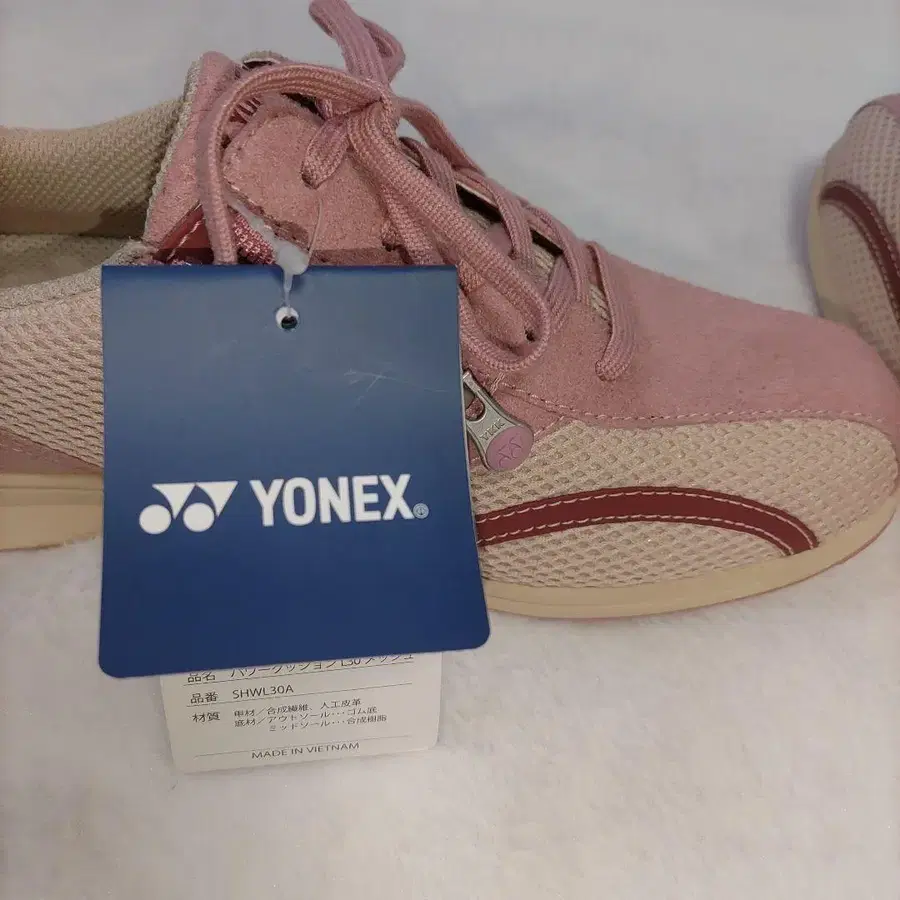 YONEX®
品名 パワークッションL30メッシュ
品番 SHWL30A
材質 甲材/合成繊維、人工皮革
底材/アウトソール・・・ゴム底
ミッドソール・・・合成樹脂
MADE IN VIETNAM